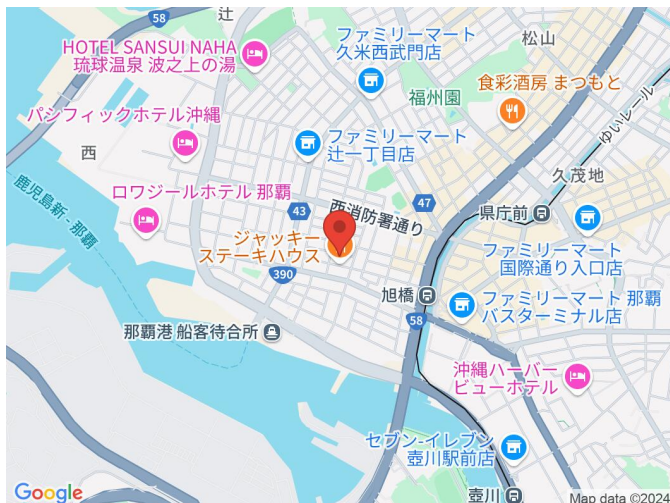 58
辻
ファミリーマート
久米西武門店
松山
HOTEL SANSUI NAHA
琉球温泉 波之上の湯
福州園
食彩酒房 まつもと
ゆいレール
パシフィックホテル沖縄
西
ファミリーマート
辻一丁目店
久茂地
鹿児島新 - 那覇
ロワジールホテル 那覇
43
西消防署通り
47
県庁前
ジャッキー
ステーキハウス
ファミリーマート
国際通り入口店
390
旭橋
ファミリーマート 那覇
バスターミナル店
58
那覇港 船客待合所
沖縄ハーバー
ビューホテル
セブン-イレブン
壺川駅前店
壺川
Google
Map data ©2024